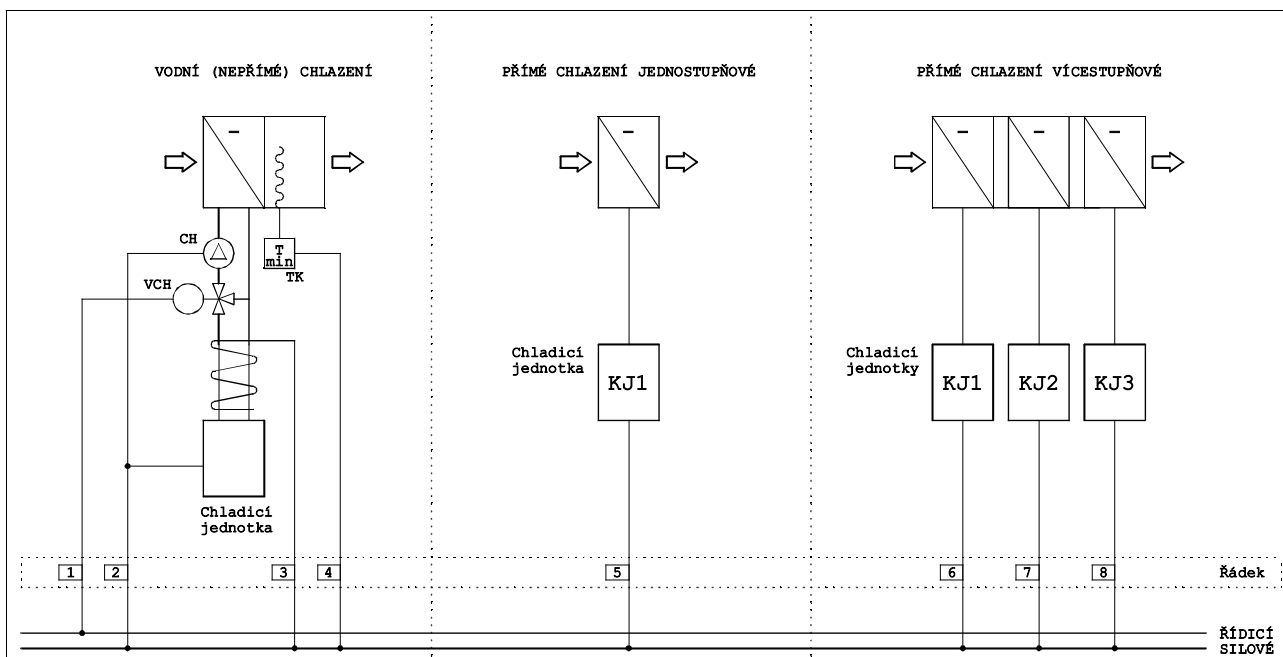 VODNÍ (NEPŘÍMÉ) CHLAZENÍ
PŘÍMÉ CHLAZENÍ JEDNOSTUPŇOVÉ
PŘÍMÉ CHLAZENÍ VÍCESTUPŇOVÉ
CH
T
min
TK
VCH
Chladicí
jednotka
Chladicí
jednotka
KJ1
Chladicí
jednotky
KJ1
KJ2
KJ3
1
2
3
4
5
6
7
8
Řádek
ŘÍDICÍ
SILOVÉ